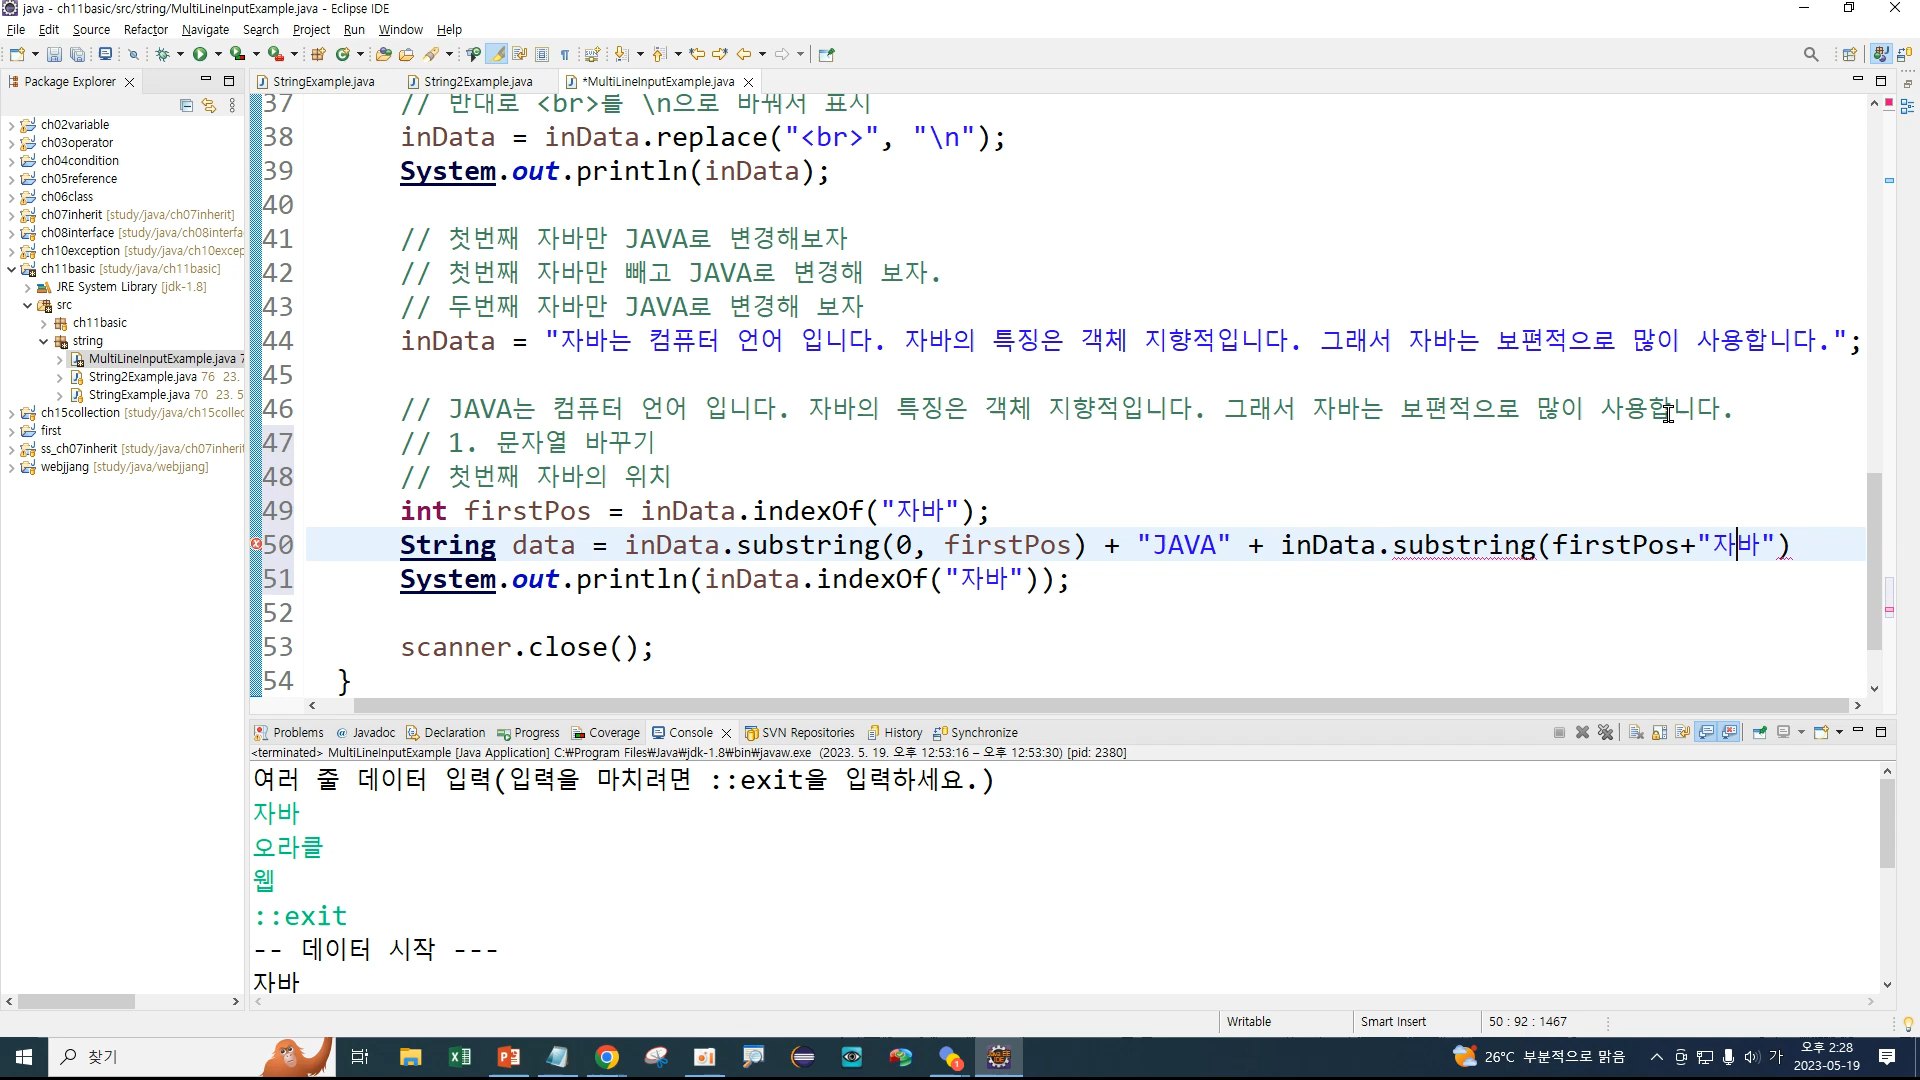 java - ch11basic/src/string/MultiLineInputExample.java - Eclipse IDE
File Edit Source Refactor Navigate Search Project Run Window Help
Package Explorer
StringExample.java String2Example.java *MultiLineInputExample.java
ch02variable
ch03operator
ch04condition
ch05reference
ch06class
ch07inherit [study/java/ch07inherit]
ch08interface [study/java/ch08interfa
ch10exception [study/java/ch10excep
ch11basic [study/java/ch11basic]
JRE System Library [jdk-1.8]
src
ch11basic
string
MultiLineInputExample.java 7
String2Example.java 76 23.
StringExample.java 70 23. 5
ch15collection [study/java/ch15collec
first
ss_ch07inherit [study/java/ch07inherit
webjjang [study/java/webjjang]
37 // 반대로 <br>를 \n으로 바꿔서 표시
38 inData = inData.replace("<br>", "\n");
39 System.out.println(inData);
40
41 // 첫번째 자바만 JAVA로 변경해보자
42 // 첫번째 자바만 빼고 JAVA로 변경해 보자.
43 // 두번째 자바만 JAVA로 변경해 보자
44 inData = "자바는 컴퓨터 언어 입니다. 자바의 특징은 객체 지향적입니다. 그래서 자바는 보편적으로 많이 사용합니다.";
45
46 // JAVA는 컴퓨터 언어 입니다. 자바의 특징은 객체 지향적입니다. 그래서 자바는 보편적으로 많이 사용합니다.
47 // 1. 문자열 바꾸기
48 // 첫번째 자바의 위치
49 int firstPos = inData.indexOf("자바");
50 String data = inData.substring(0, firstPos) + "JAVA" + inData.substring(firstPos+"자바")
51 System.out.println(inData.indexOf("자바"));
52
53 scanner.close();
54 }
Problems Javadoc Declaration Progress Coverage Console SVN Repositories History Synchronize
<terminated> MultiLineInputExample [Java Application] C:₩Program Files₩Java₩jdk-1.8₩bin₩javaw.exe (2023. 5. 19. 오후 12:53:16 – 오후 12:53:30) [pid: 2380]
여러 줄 데이터 입력(입력을 마치려면 ::exit을 입력하세요.)
자바
오라클
웹
::exit
-- 데이터 시작 ---
자바
Writable Smart Insert 50 : 92 : 1467
찾기
26°C 부분적으로 맑음
가
오후 2:28
2023-05-19